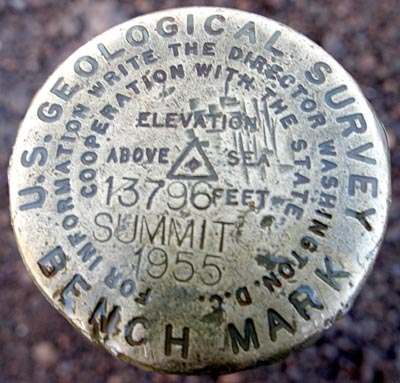 U.S. GEOLOGICAL SURVEY
BENCH MARK
FOR INFORMATION WRITE THE DIRECTOR WASHINGTON, D.C.
COOPERATION WITH THE STATE
ELEVATION
ABOVE SEA
13796 FEET
SUMMIT
1955